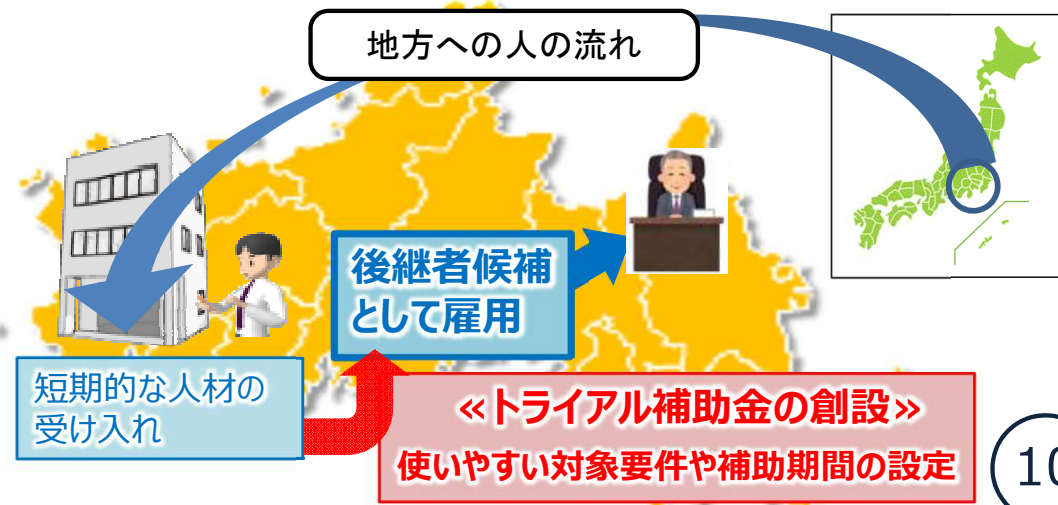 地方への人の流れ
後継者候補
として雇用
短期的な人材の
受け入れ
«トライアル補助金の創設»
使いやすい対象要件や補助期間の設定
10